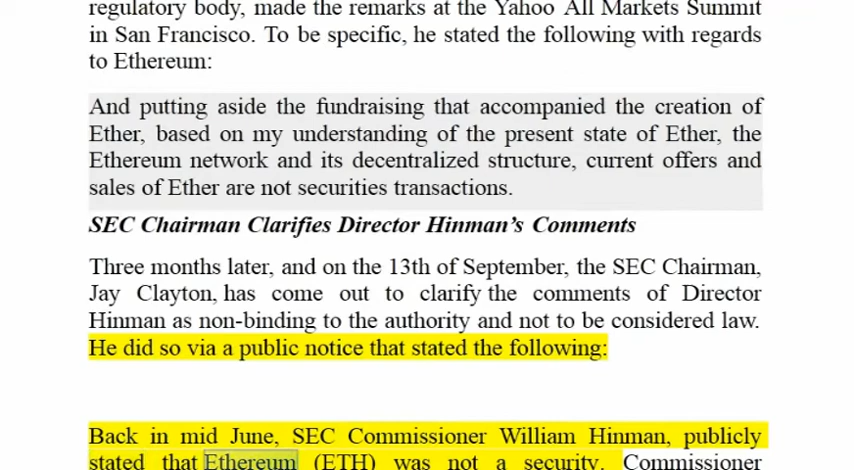 regulatory body, made the remarks at the Yahoo All Markets Summit
in San Francisco. To be specific, he stated the following with regards
to Ethereum:
And putting aside the fundraising that accompanied the creation of
Ether, based on my understanding of the present state of Ether, the
Ethereum network and its decentralized structure, current offers and
sales of Ether are not securities transactions.
SEC Chairman Clarifies Director Hinman’s Comments
Three months later, and on the 13th of September, the SEC Chairman,
Jay Clayton, has come out to clarify the comments of Director
Hinman as non-binding to the authority and not to be considered law.
He did so via a public notice that stated the following:
Back in mid June, SEC Commissioner William Hinman, publicly
stated that Ethereum (ETH) was not a security. Commissioner